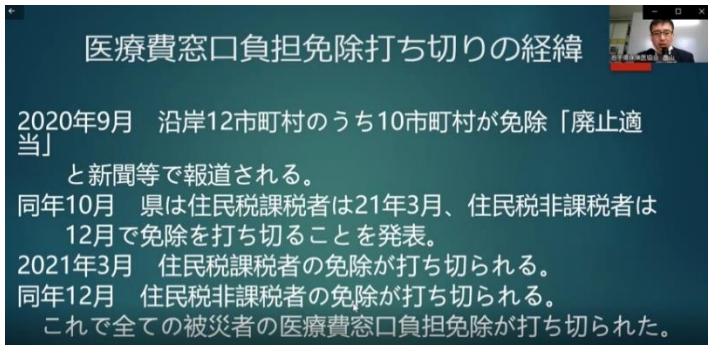 医療費窓口負担免除打ち切りの経緯
2020年9月　沿岸12市町村のうち10市町村が免除「廃止適
当」
と新聞等で報道される。
同年10月　県は住民税課税者は21年3月、住民税非課税者は
12月で免除を打ち切ることを発表。
2021年3月　住民税課税者の免除が打ち切られる。
同年12月　住民税非課税者の免除が打ち切られる。
これで全ての被災者の医療費窓口負担免除が打ち切られた。